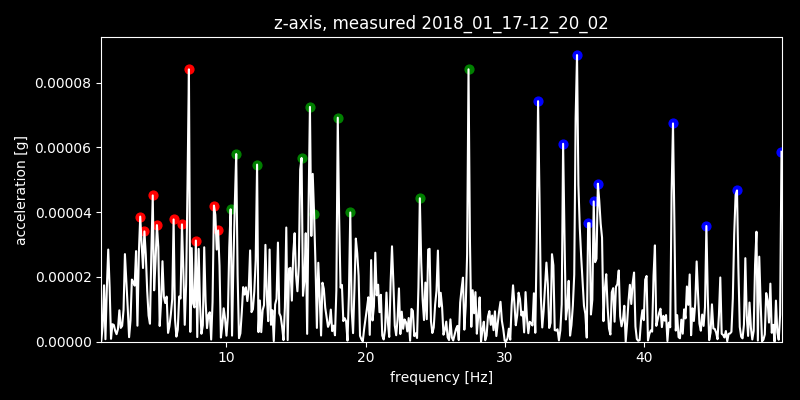 z-axis, measured 2018_01_17-12_20_02
acceleration [g]
0.00008
0.00006
0.00004
0.00002
0.00000
10 20 30 40
frequency [Hz]